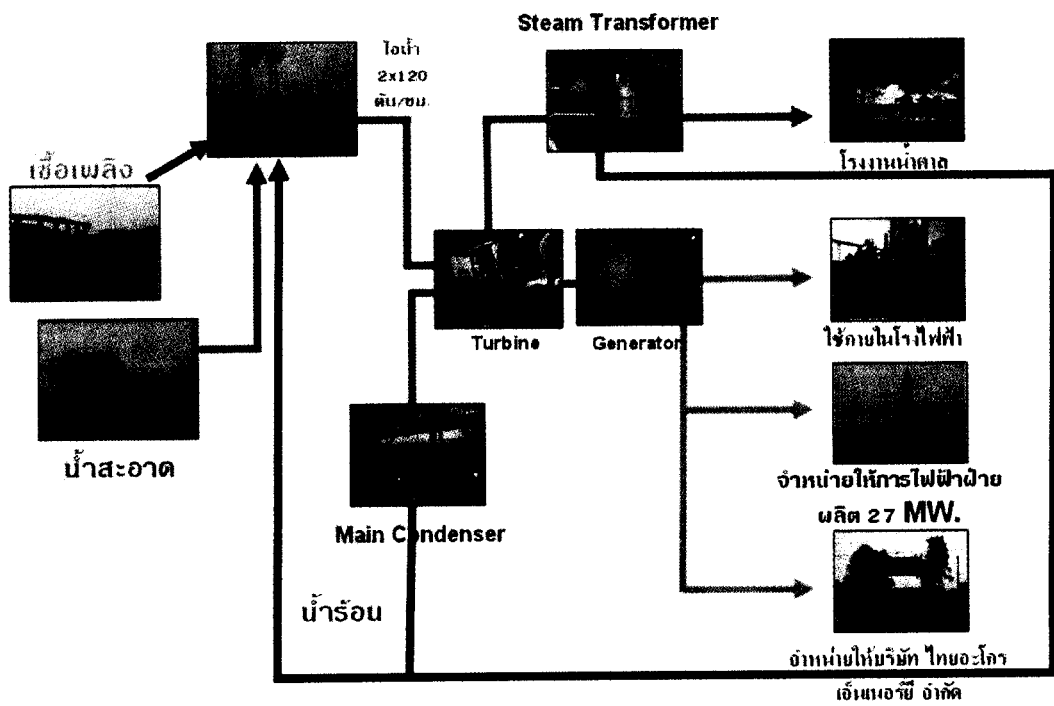 Steam Transformer
ไอน้ำ
2x120
ตัน/ชม.
เชื้อเพลิง
โรงงานน้ำตาล
Turbine
Generator
ใช้ภายในโรงไฟฟ้า
น้ำสะอาด
จำหน่ายให้การไฟฟ้าฝ่าย
ผลิต 27 MW.
Main Condenser
น้ำร้อน
จำหน่ายให้บริษัท ไทยอะโกร
เอ็นเนอร์ยี่ จำกัด